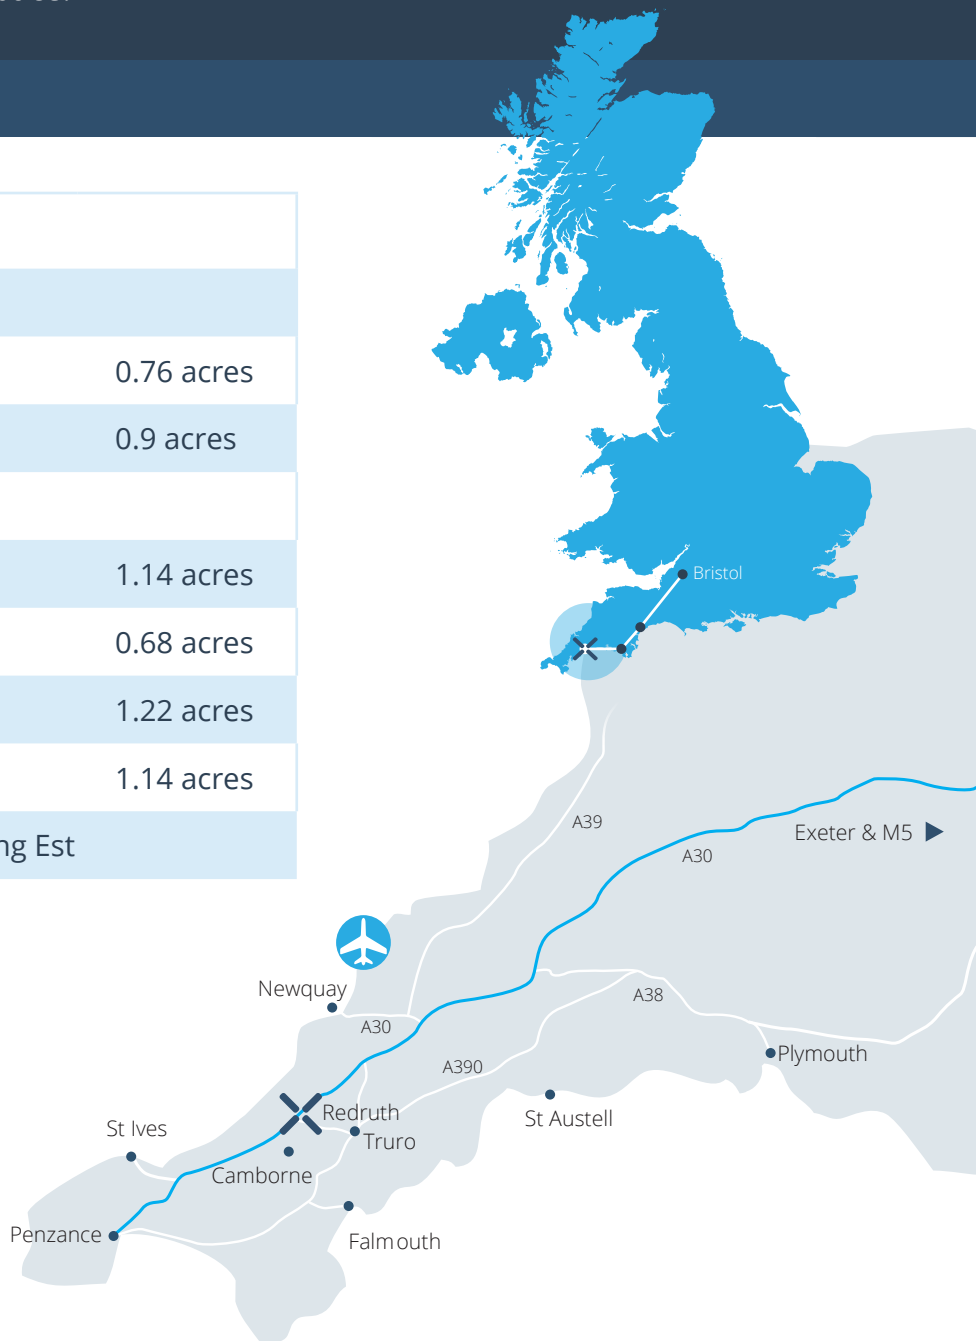 0.76 acres
0.9 acres
1.14 acres
0.68 acres
1.22 acres
1.14 acres
Est
Bristol
A39
Exeter & M5
A30
Newquay
A38
A30
Plymouth
A390
Redruth
St Austell
St Ives
Truro
Camborne
Penzance
Falmouth